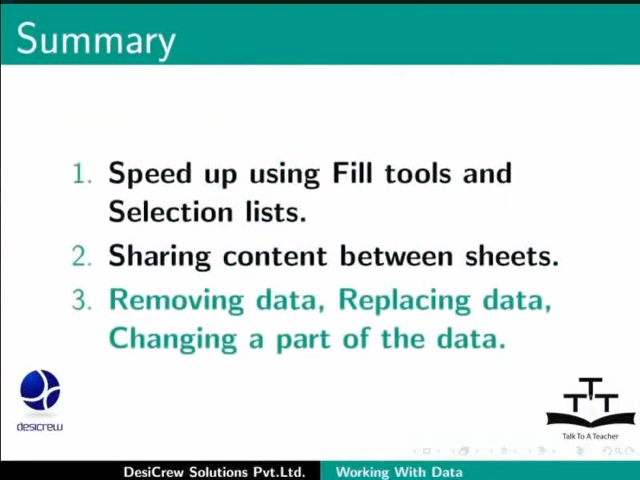 Summary
1. Speed up using Fill tools and
Selection lists.
2. Sharing content between sheets.
3. Removing data, Replacing data,
Changing a part of the data.
desicrew
TTT
Talk To A Teacher
DesiCrew Solutions Pvt.Ltd. Working With Data